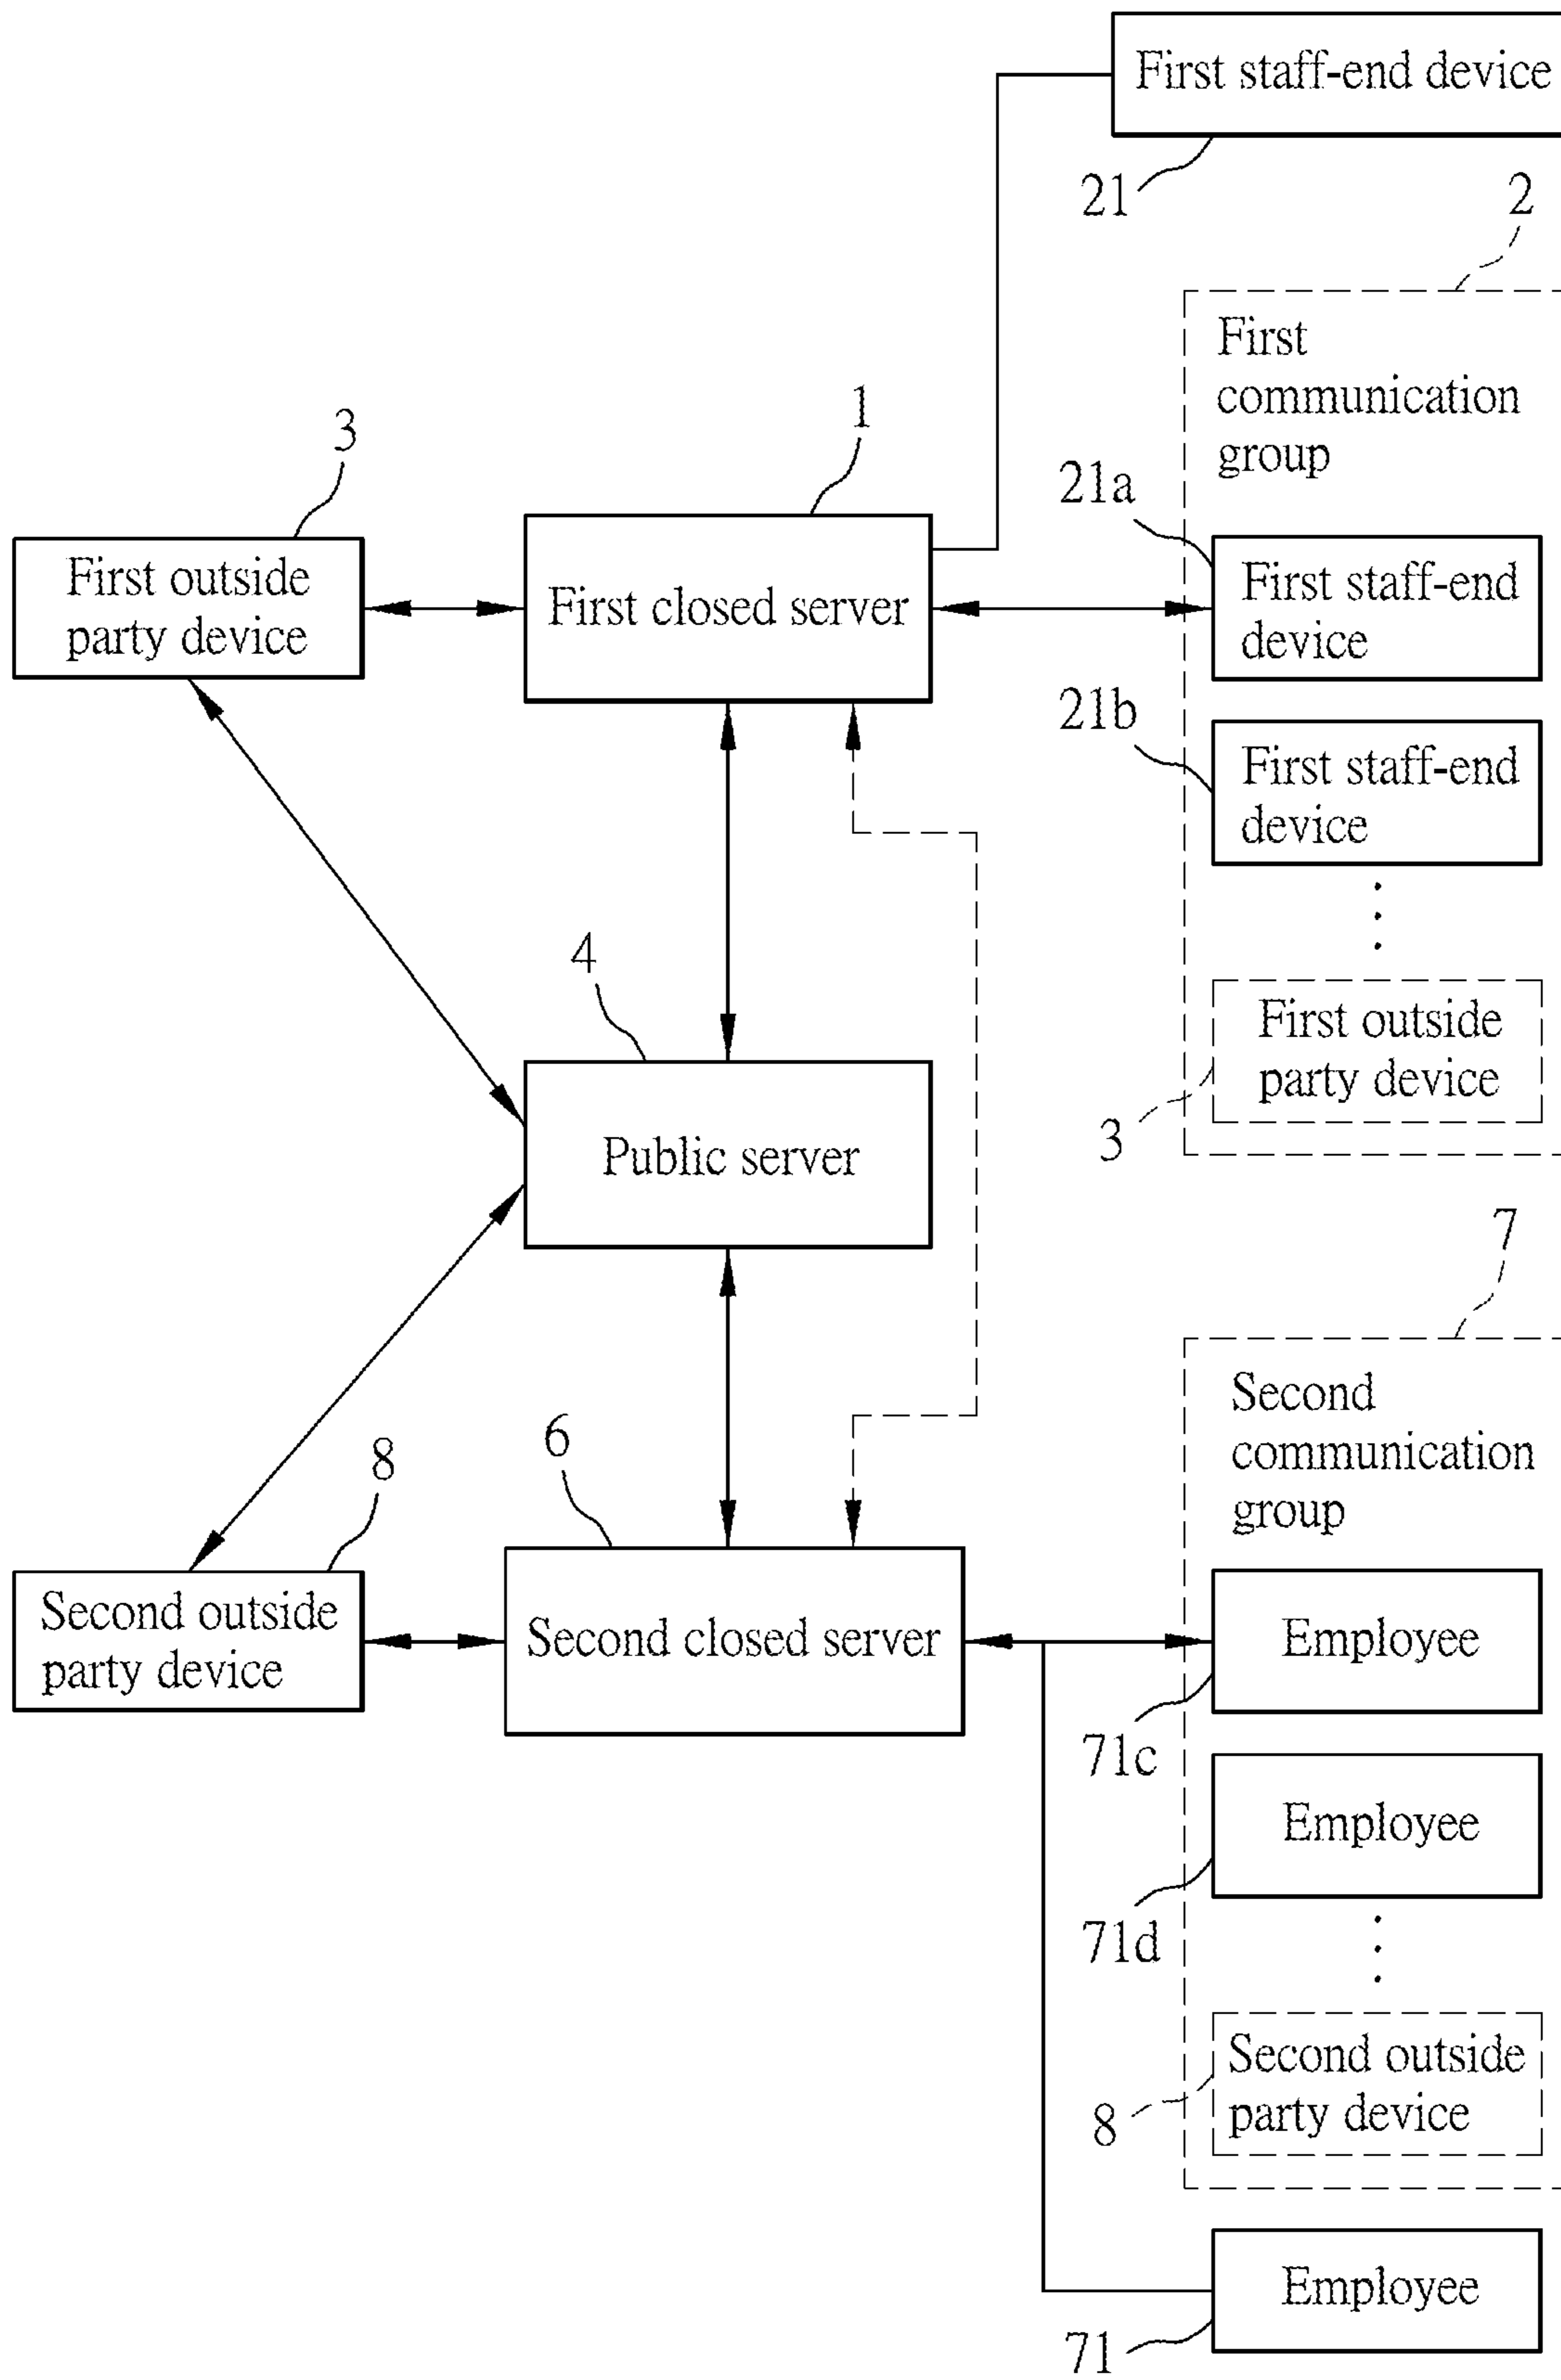 First staff-end device
21
2
First
communication
group
1
3
21a
First outside
party device
First closed server
First staff-end
device
21b
First staff-end
device
4
First outside
party device
3
Public server
7
Second
communication
group
6
8
Second outside
party device
Second closed server
Employee
71c
Employee
71d
Second outside
party device
8
Employee
71